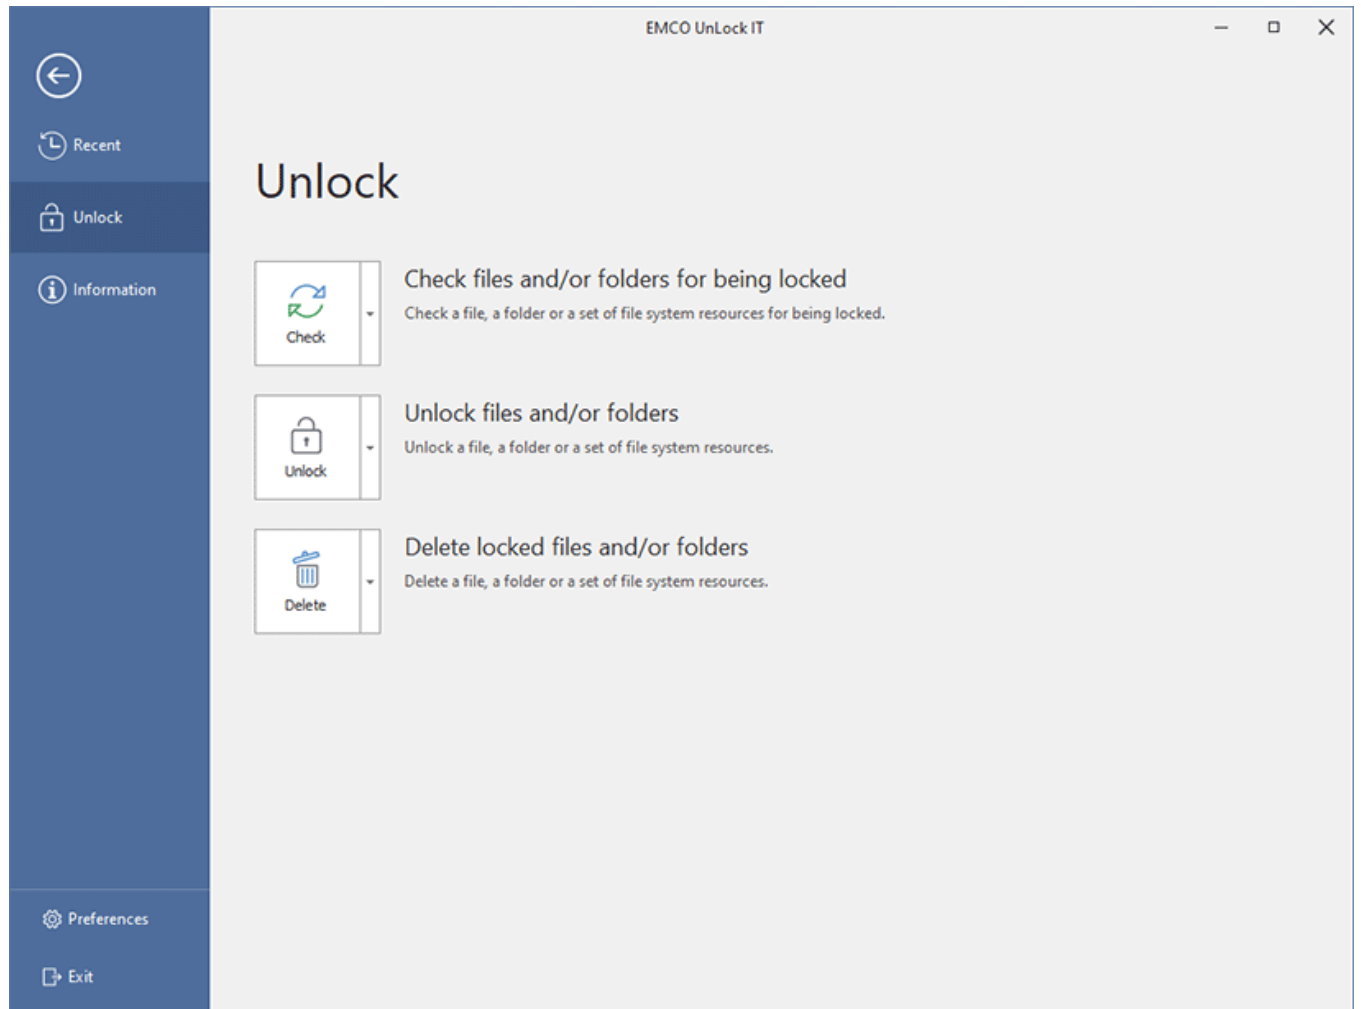 EMCO UnLock IT
Recent
Unlock
Information
Preferences
Exit
Unlock
Check
Check files and/or folders for being locked
Check a file, a folder or a set of file system resources for being locked.
Unlock
Unlock files and/or folders
Unlock a file, a folder or a set of file system resources.
Delete
Delete locked files and/or folders
Delete a file, a folder or a set of file system resources.